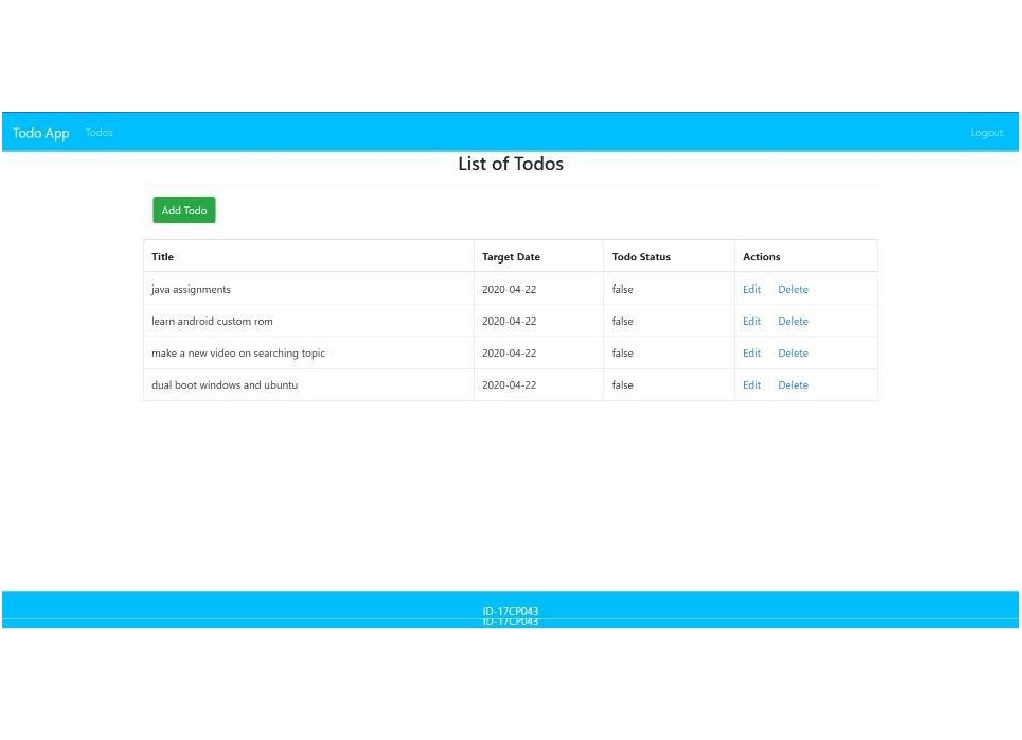 Todo App Todos Logout
List of Todos
Add Todo
Title Target Date Todo Status Actions
java assignments 2020-04-22 false Edit Delete
learn android custom rom 2020-04-22 false Edit Delete
make a new video on searching topic 2020-04-22 false Edit Delete
dual boot windows and ubuntu 2020-04-22 false Edit Delete
ID-17CP043
ID-17CP043